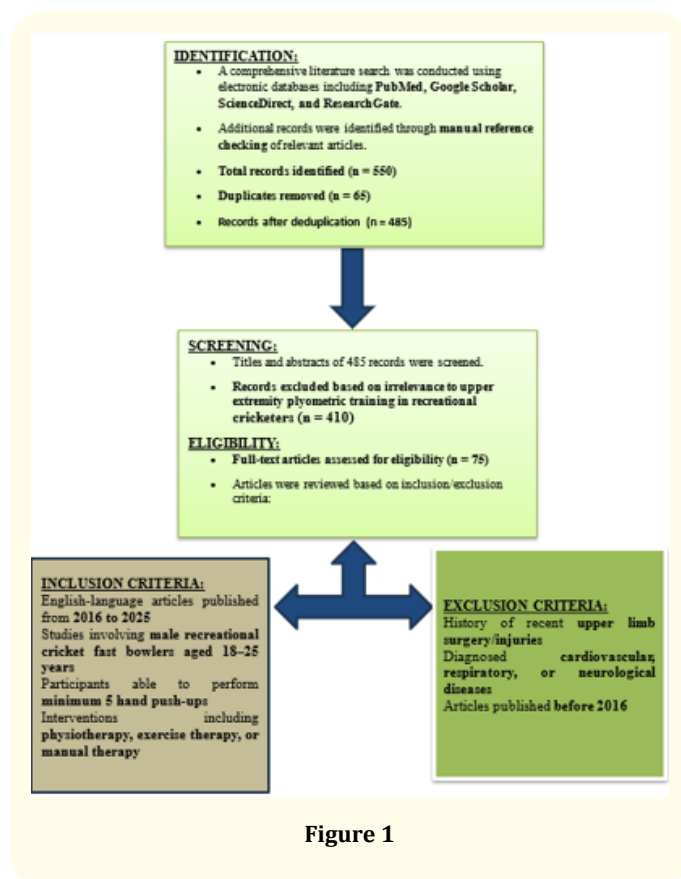 IDENTIFICATION:
• A comprehensive literature search was conducted using
electronic databases including PubMed, Google Scholar,
ScienceDirect, and ResearchGate.
• Additional records were identified through manual reference
checking of relevant articles.
• Total records identified (n = 550)
• Duplicates removed (n = 65)
• Records after deduplication (n = 485)
SCREENING:
• Titles and abstracts of 485 records were screened.
• Records excluded based on irrelevance to upper
extremity plyometric training in recreational
cricketers (n = 410)
ELIGIBILITY:
• Full-text articles assessed for eligibility (n = 75)
• Articles were reviewed based on inclusion/exclusion
criteria:
INCLUSION CRITERIA:
English-language articles published
from 2016 to 2025
Studies involving male recreational
cricket fast bowlers aged 18–25
years
Participants able to perform
minimum 5 hand push-ups
Interventions including
physiotherapy, exercise therapy, or
manual therapy
EXCLUSION CRITERIA:
History of recent upper limb
surgery/injuries
Diagnosed cardiovascular,
respiratory, or neurological
diseases
Articles published before 2016
Figure 1